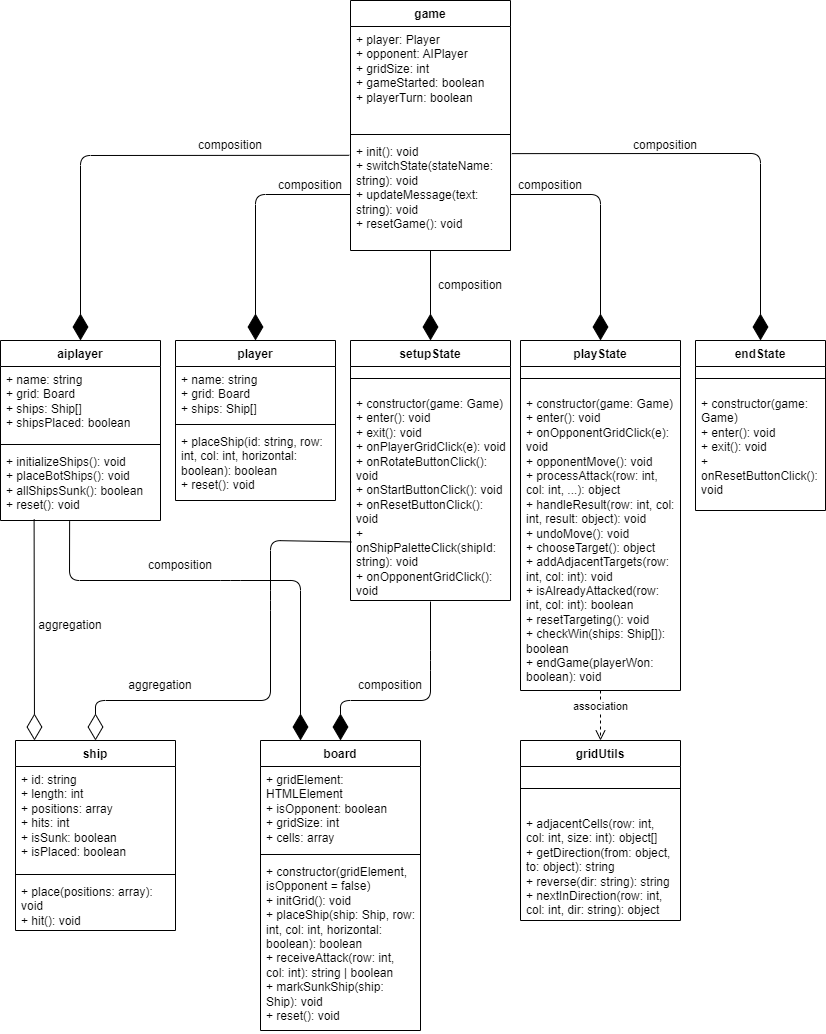 game
+ player: Player
+ opponent: AIPlayer
+ gridSize: int
+ gameStarted: boolean
+ playerTurn: boolean
+ init(): void
+ switchState(stateName:
string): void
+ updateMessage(text:
string): void
+ resetGame(): void
composition
composition
composition
composition
composition
aiplayer
+ name: string
+ grid: Board
+ ships: Ship[]
+ shipsPlaced: boolean
+ initializeShips(): void
+ placeBotShips(): void
+ allShipsSunk(): boolean
+ reset(): void
player
+ name: string
+ grid: Board
+ ships: Ship[]
+ placeShip(id: string, row:
int, col: int, horizontal:
boolean): boolean
+ reset(): void
setupState
+ constructor(game: Game)
+ enter(): void
+ exit(): void
+ onPlayerGridClick(e): void
+ onRotateButtonClick():
void
+ onStartButtonClick(): void
+ onResetButtonClick():
void
+
onShipPaletteClick(shipId:
string): void
+ onOpponentGridClick():
void
playState
+ constructor(game: Game)
+ enter(): void
+ onOpponentGridClick(e):
void
+ opponentMove(): void
+ processAttack(row: int,
col: int, ...): object
+ handleResult(row: int, col:
int, result: object): void
+ undoMove(): void
+ chooseTarget(): object
+ addAdjacentTargets(row:
int, col: int): void
+ isAlreadyAttacked(row:
int, col: int): boolean
+ resetTargeting(): void
+ checkWin(ships: Ship[]):
boolean
+ endGame(playerWon:
boolean): void
endState
+ constructor(game:
Game)
+ enter(): void
+ exit(): void
+
onResetButtonClick():
void
composition
aggregation
aggregation
composition
association
ship
+ id: string
+ length: int
+ positions: array
+ hits: int
+ isSunk: boolean
+ isPlaced: boolean
+ place(positions: array):
void
+ hit(): void
board
+ gridElement:
HTMLElement
+ isOpponent: boolean
+ gridSize: int
+ cells: array
+ constructor(gridElement,
isOpponent = false)
+ initGrid(): void
+ placeShip(ship: Ship, row:
int, col: int, horizontal:
boolean): boolean
+ receiveAttack(row: int,
col: int): string | boolean
+ markSunkShip(ship:
Ship): void
+ reset(): void
gridUtils
+ adjacentCells(row: int,
col: int, size: int): object[]
+ getDirection(from: object,
to: object): string
+ reverse(dir: string): string
+ nextInDirection(row: int,
col: int, dir: string): object